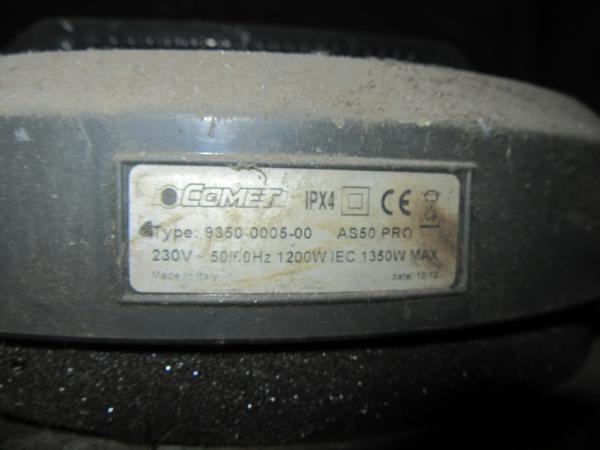 COMET IPX4 CE
Type: 9350 0005-00 AS50 PRO
230V~ 50/60Hz 1200W IEC 1350W MAX
Made in Italy date: 10/12